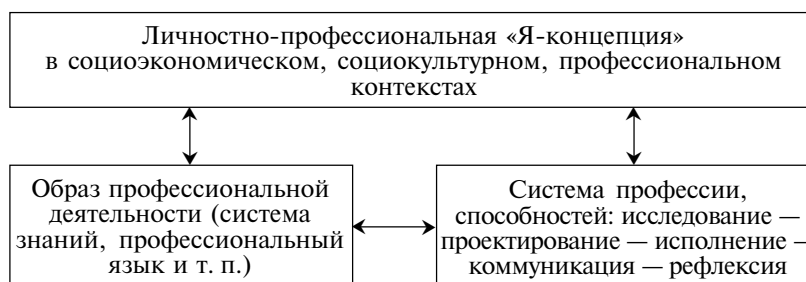 Личностно-профессиональная «Я-концепция»
в социоэкономическом, социокультурном, профессиональном
контекстах
Образ профессиональной
деятельности (система
знаний, профессиональный
язык и т. п.)
Система профессии,
способностей: исследование —
проектирование — исполнение —
коммуникация — рефлексия